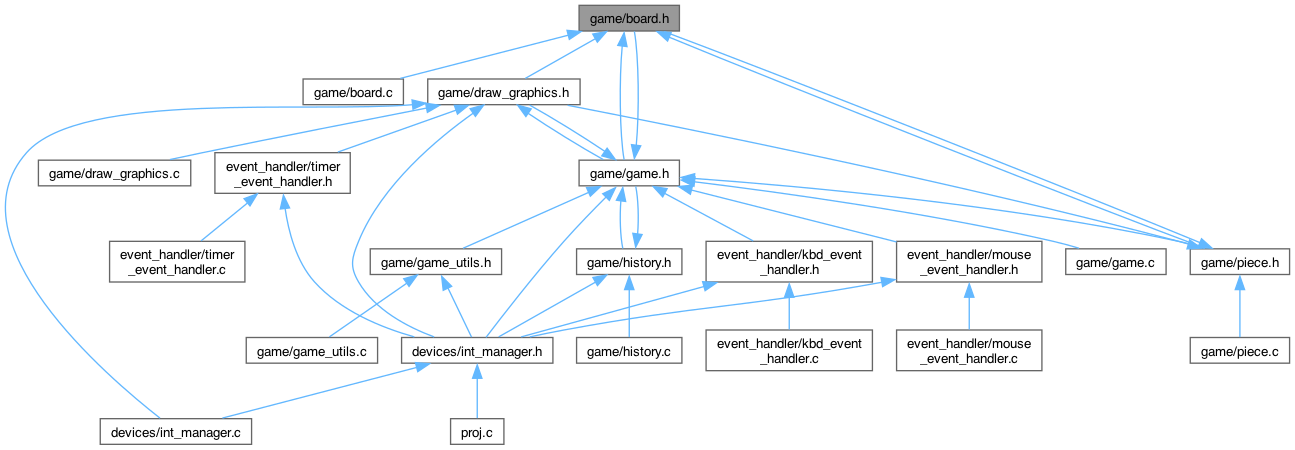 game/board.h
game/board.c
game/draw_graphics.h
game/draw_graphics.c
event_handler/timer
_event_handler.h
game/game.h
event_handler/timer
_event_handler.c
game/game_utils.h
game/history.h
event_handler/kbd_event
_handler.h
event_handler/mouse
_event_handler.h
game/game.c
game/piece.h
game/game_utils.c
devices/int_manager.h
game/history.c
event_handler/kbd_event
_handler.c
event_handler/mouse
_event_handler.c
game/piece.c
devices/int_manager.c
proj.c